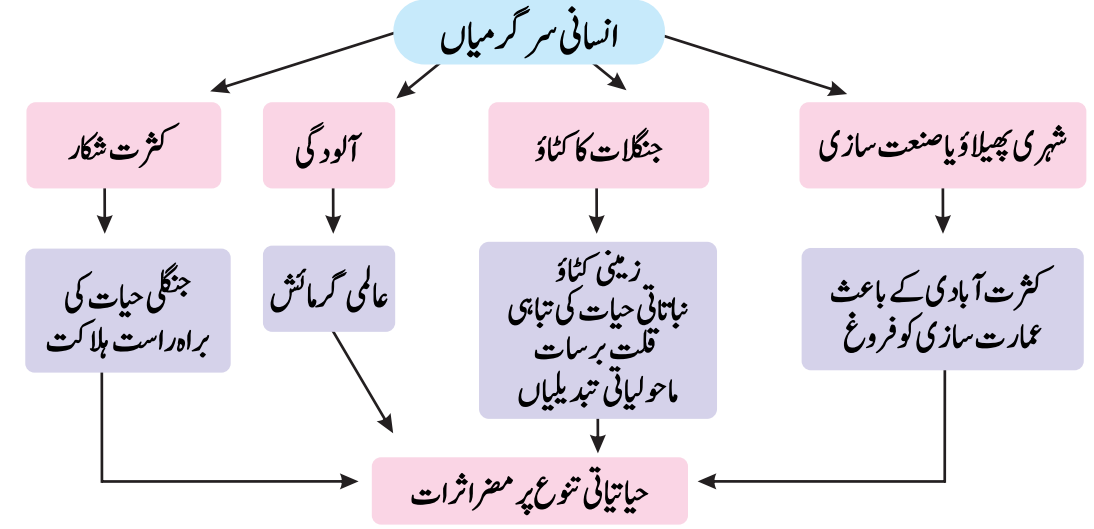 انسانی سرگرمیاں
شہری پھیلاؤ یا صنعت سازی
جنگلات کا کٹاؤ
آلودگی
کثرت شکار
کثرت آبادی کے باعث
عمارت سازی کو فروغ
زمینی کٹاؤ
نباتاتی حیات کی تباہی
قلت برسات
ماحولیاتی تبدیلیاں
عالمی گرمائش
جنگلی حیات کی
براہ راست ہلاکت
حیاتیاتی تنوع پر مضر اثرات